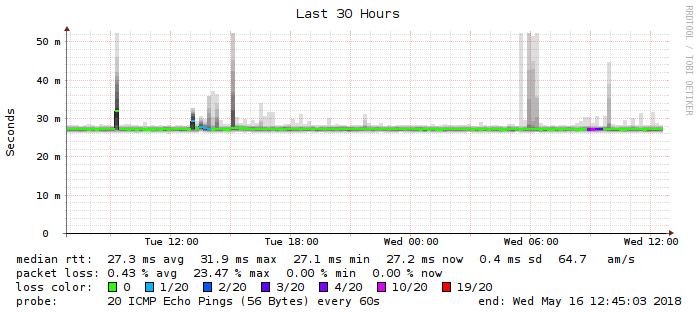 Last 30 Hours
RRDTOOL / TOBI OETIKER
Seconds
50 m
40 m
30 m
20 m
10 m
0
Tue 12:00 Tue 18:00 Wed 00:00 Wed 06:00 Wed 12:00
median rtt: 27.3 ms avg 31.9 ms max 27.1 ms min 27.2 ms now 0.4 ms sd 64.7 am/s
packet loss: 0.43 % avg 23.47 % max 0.00 % min 0.00 % now
loss color: 0 1/20 2/20 3/20 4/20 10/20 19/20
probe: 20 ICMP Echo Pings (56 Bytes) every 60s end: Wed May 16 12:45:03 2018